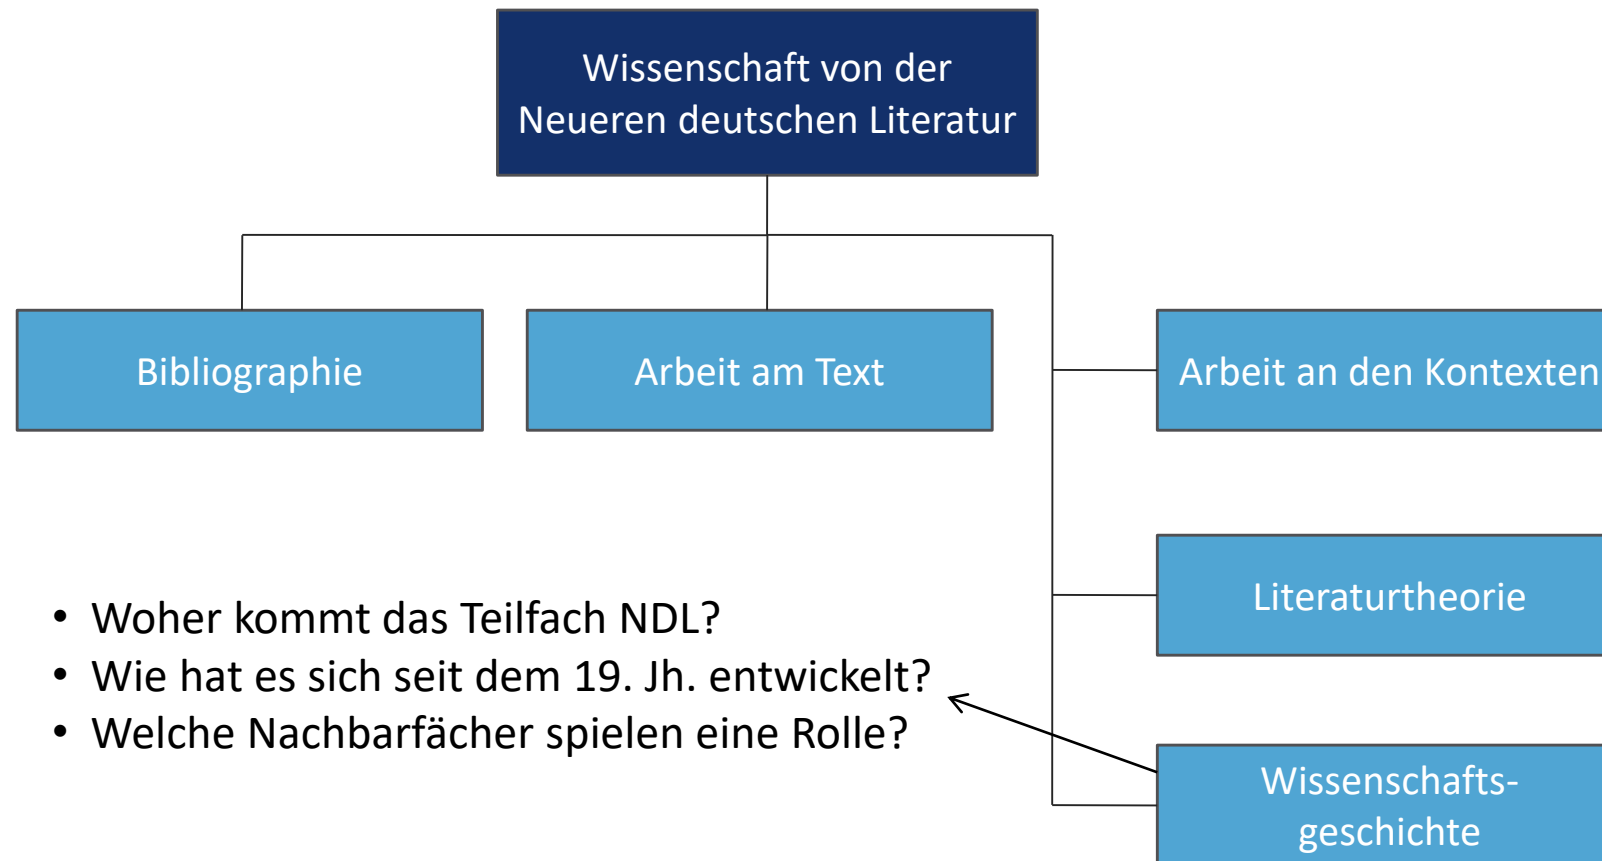 Wissenschaft von der
Neueren deutschen Literatur
Bibliographie
Arbeit am Text
Arbeit an den Kontexten
Literaturtheorie
• Woher kommt das Teilfach NDL?
• Wie hat es sich seit dem 19. Jh. entwickelt?
• Welche Nachbarfächer spielen eine Rolle?
Wissenschafts-
geschichte